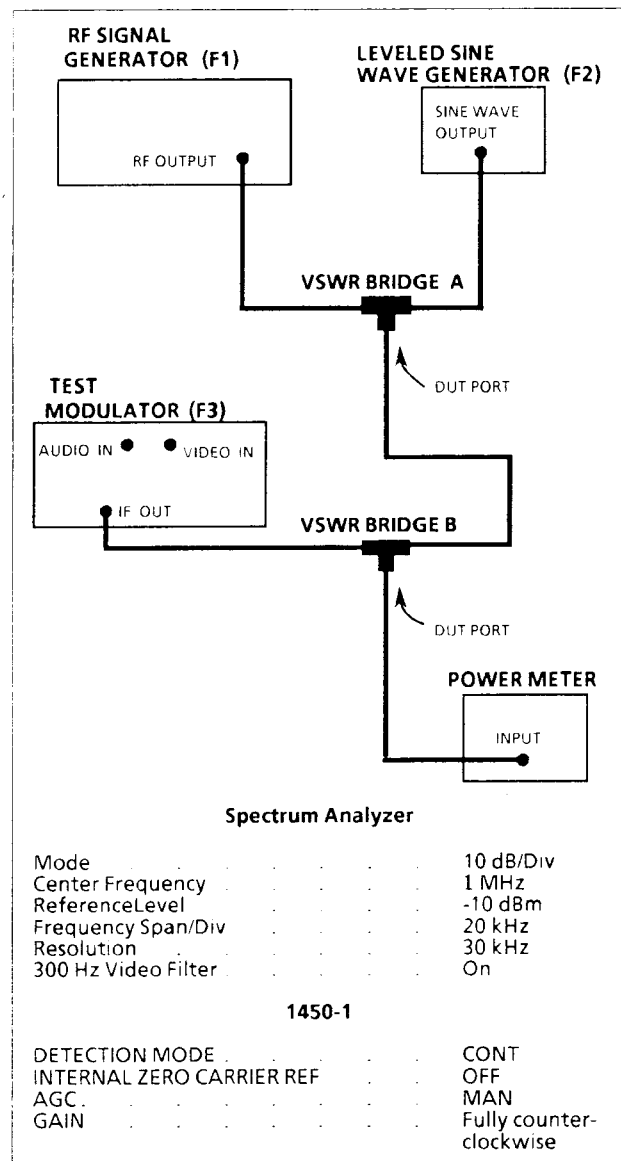 RF SIGNAL
GENERATOR (F1)
LEVELED SINE
WAVE GENERATOR (F2)
SINE WAVE
OUTPUT
RF OUTPUT
VSWR BRIDGE A
DUT PORT
TEST
MODULATOR (F3)
AUDIO IN
VIDEO IN
IF OUT
VSWR BRIDGE B
DUT PORT
POWER METER
INPUT
Spectrum Analyzer
Mode . . . . . . 10 dB/Div
Center Frequency . . . . 1 MHz
ReferenceLevel . . . . -10 dBm
Frequency Span/Div . . . . 20 kHz
Resolution . . . . . 30 kHz
300 Hz Video Filter . . . . . On
1450-1
DETECTION MODE . . . . . CONT
INTERNAL ZERO CARRIER REF . . OFF
AGC . . . . . . . MAN
GAIN . . . . . . Fully counter-
clockwise